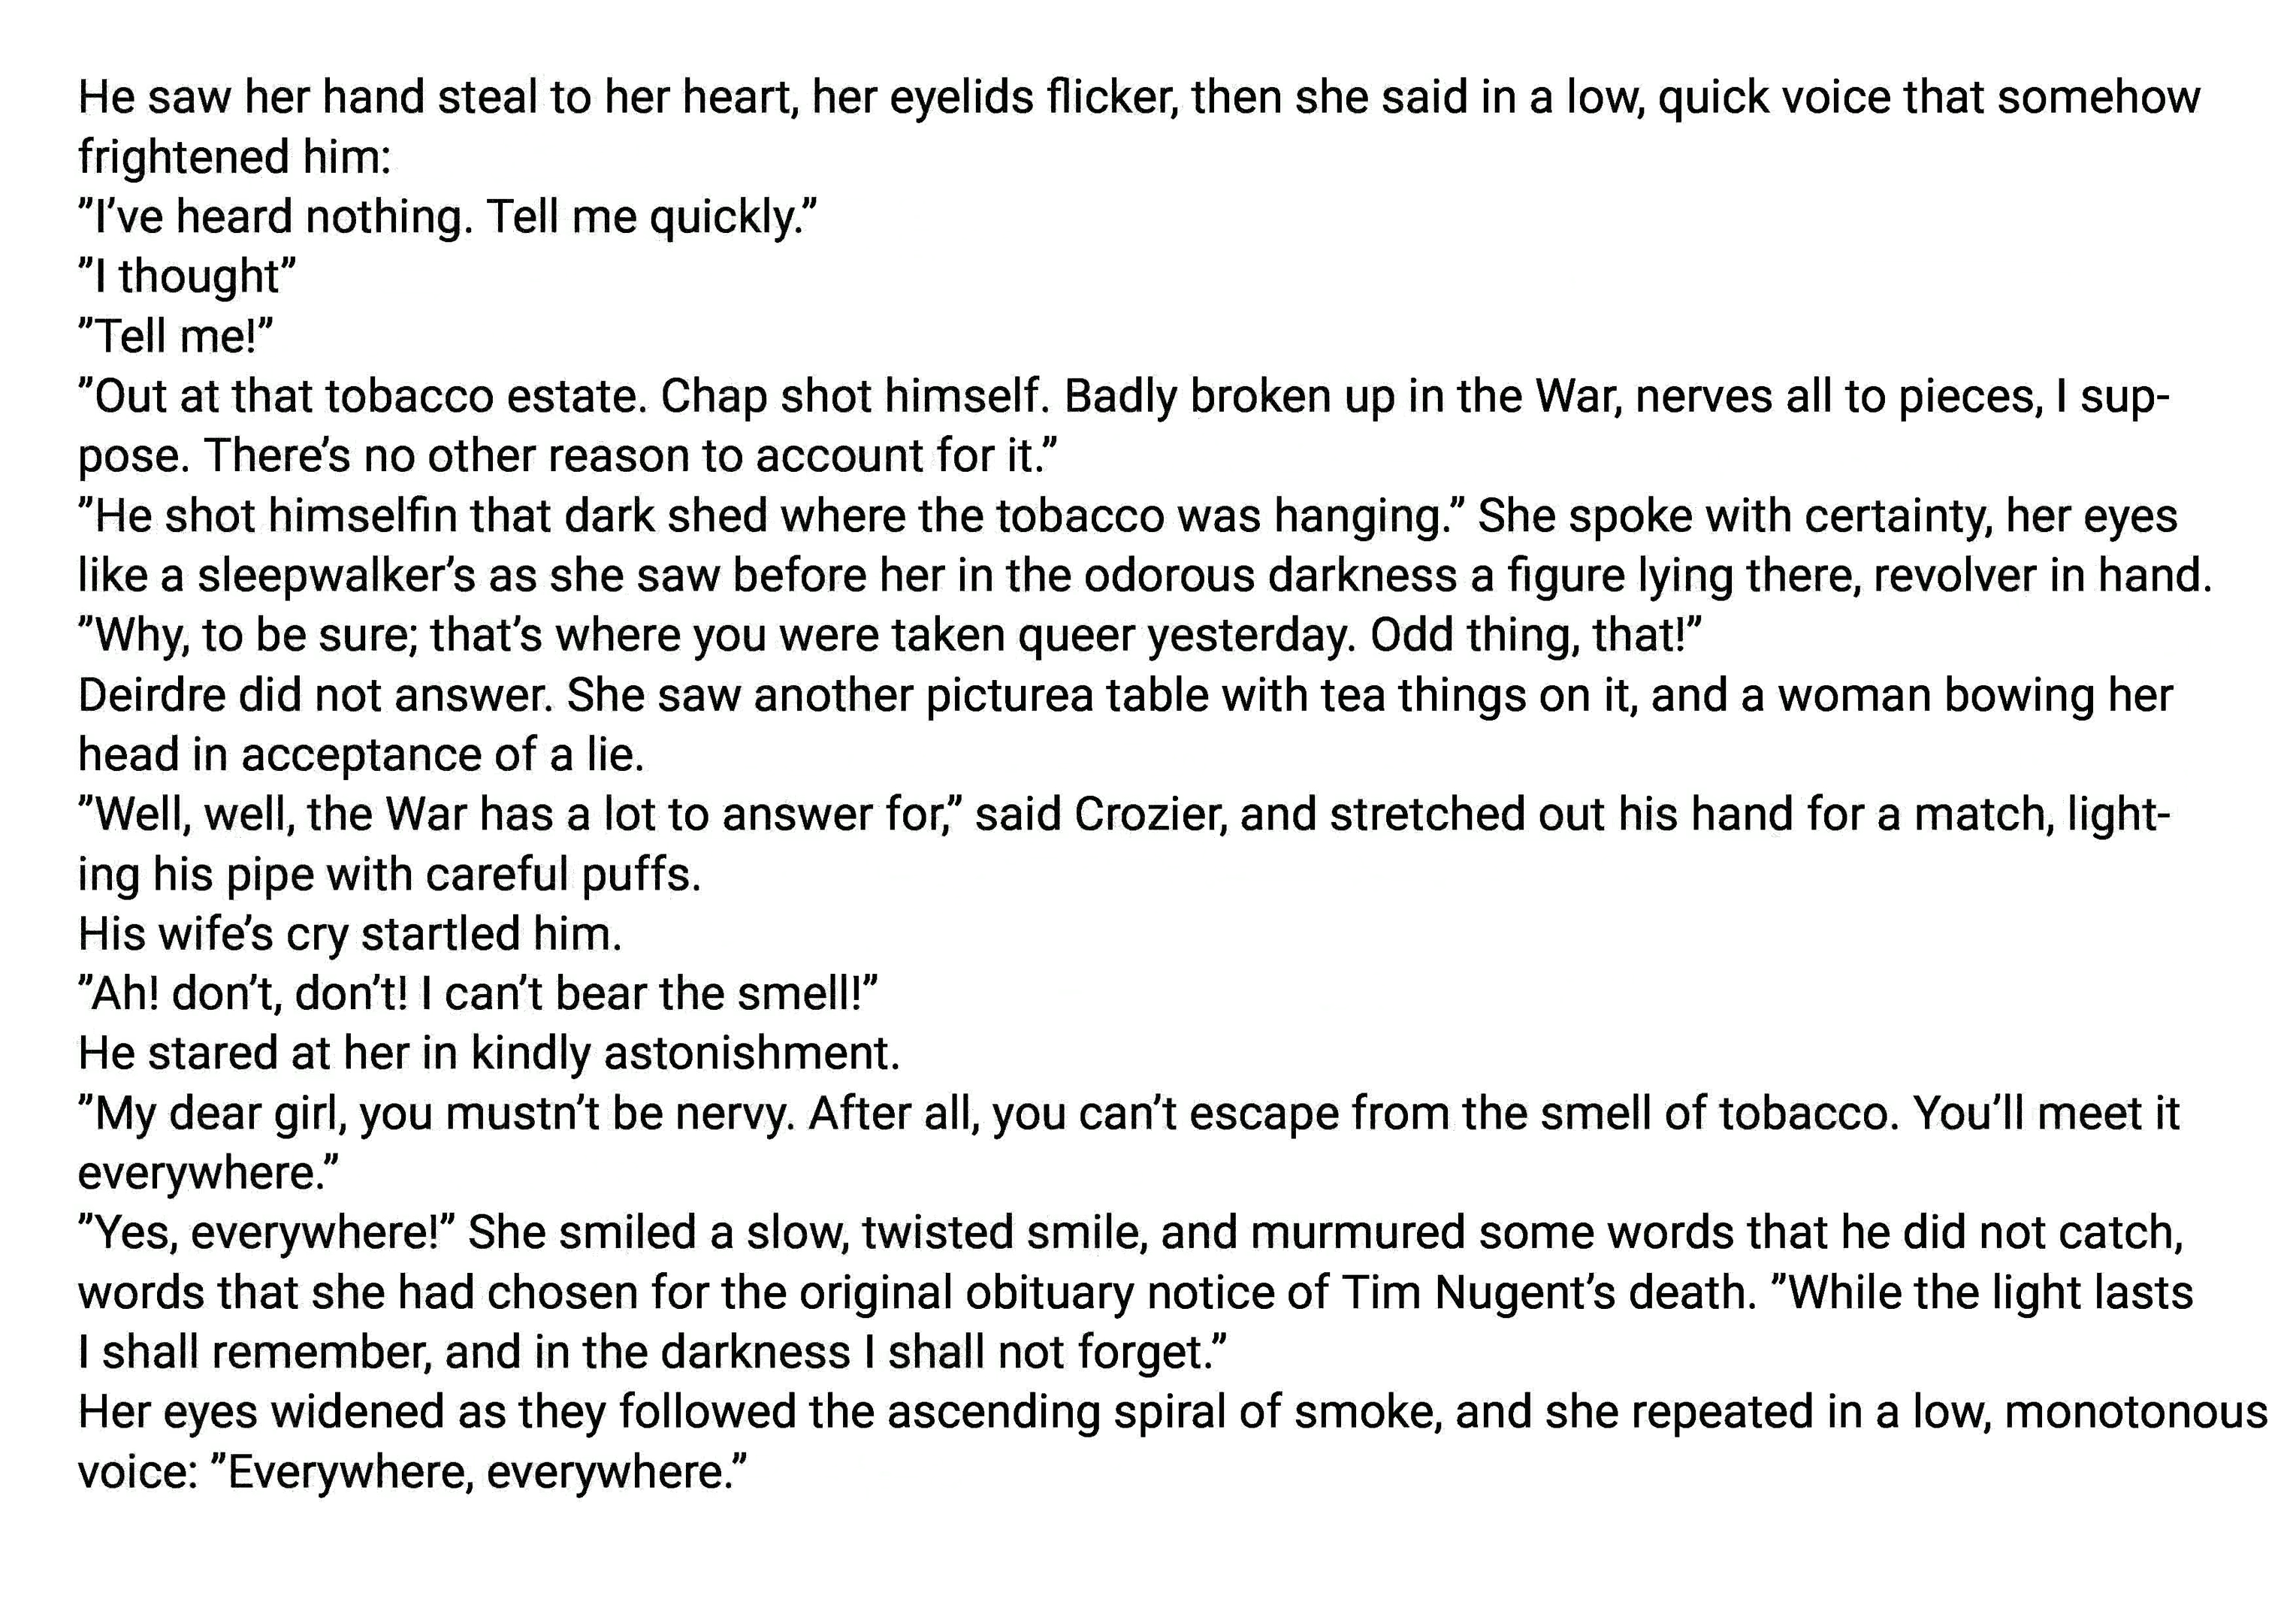 He saw her hand steal to her heart, her eyelids flicker, then she said in a low, quick voice that somehow
frightened him:
”I’ve heard nothing. Tell me quickly.”
”I thought”
”Tell me!”
”Out at that tobacco estate. Chap shot himself. Badly broken up in the War, nerves all to pieces, I sup-
pose. There’s no other reason to account for it.”
”He shot himselfin that dark shed where the tobacco was hanging.” She spoke with certainty, her eyes
like a sleepwalker’s as she saw before her in the odorous darkness a figure lying there, revolver in hand.
”Why, to be sure; that’s where you were taken queer yesterday. Odd thing, that!”
Deirdre did not answer. She saw another picturea table with tea things on it, and a woman bowing her
head in acceptance of a lie.
”Well, well, the War has a lot to answer for,” said Crozier, and stretched out his hand for a match, light-
ing his pipe with careful puffs.
His wife’s cry startled him.
”Ah! don’t, don’t! I can’t bear the smell!”
He stared at her in kindly astonishment.
”My dear girl, you mustn’t be nervy. After all, you can’t escape from the smell of tobacco. You’ll meet it
everywhere.”
”Yes, everywhere!” She smiled a slow, twisted smile, and murmured some words that he did not catch,
words that she had chosen for the original obituary notice of Tim Nugent’s death. ”While the light lasts
I shall remember, and in the darkness I shall not forget.”
Her eyes widened as they followed the ascending spiral of smoke, and she repeated in a low, monotonous
voice: ”Everywhere, everywhere.”